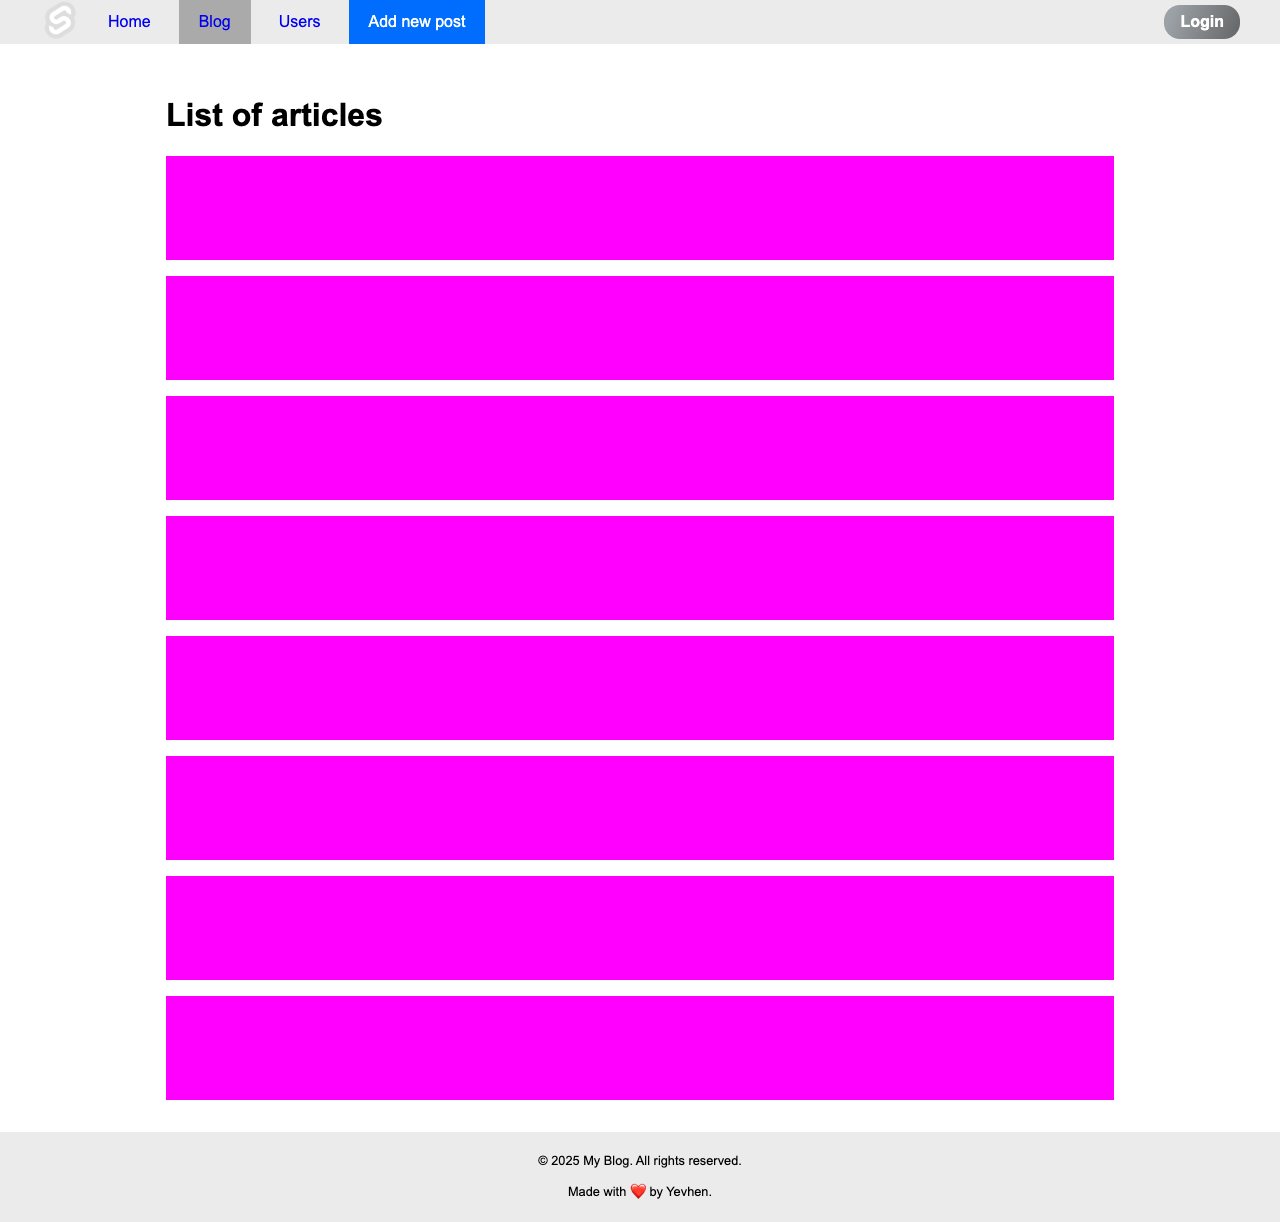 Home Blog Users Add new post Login
List of articles
© 2025 My Blog. All rights reserved.
Made with ❤️ by Yevhen.